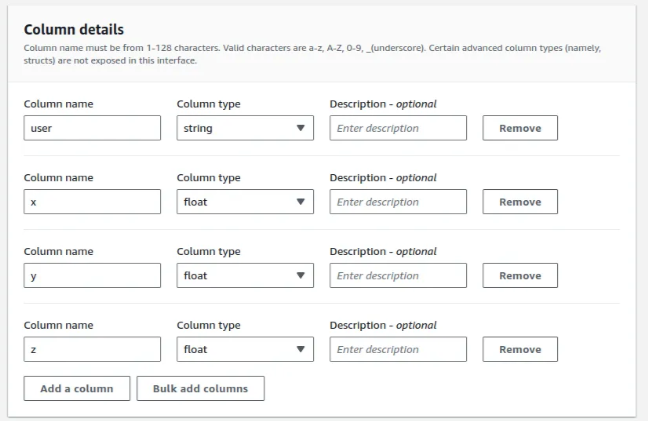 Column details
Column name must be from 1-128 characters. Valid characters are a-z, A-Z, 0-9, _(underscore). Certain advanced column types (namely,
structs) are not exposed in this interface.
Column name Column type Description - optional
user string Enter description Remove
Column name Column type Description - optional
x float Enter description Remove
Column name Column type Description - optional
y float Enter description Remove
Column name Column type Description - optional
z float Enter description Remove
Add a column Bulk add columns